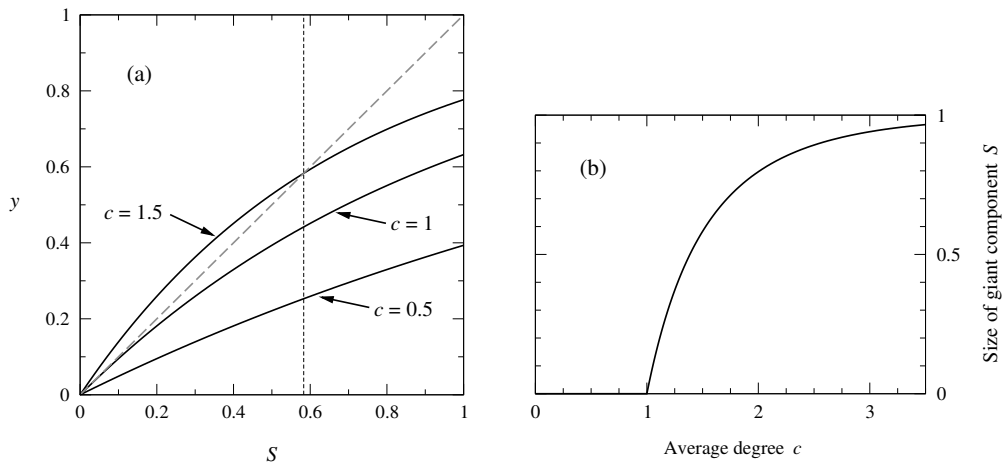 (a)
y
1
0.8
0.6
0.4
0.2
0
c = 1.5
c = 1
c = 0.5
0 0.2 0.4 0.6 0.8 1
S
(b)
1
0.5
0
Size of giant component S
0 1 2 3
Average degree c